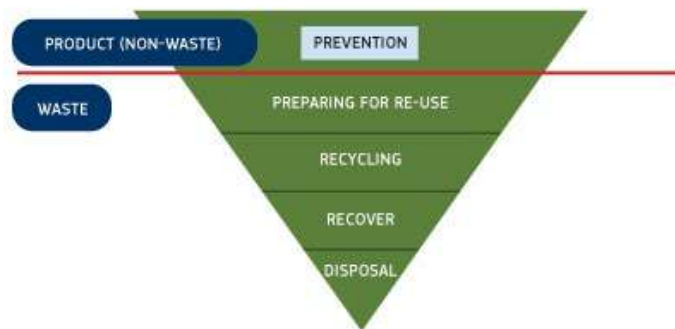 PRODUCT (NON-WASTE)
PREVENTION
WASTE
PREPARING FOR RE-USE
RECYCLING
RECOVER
DISPOSAL